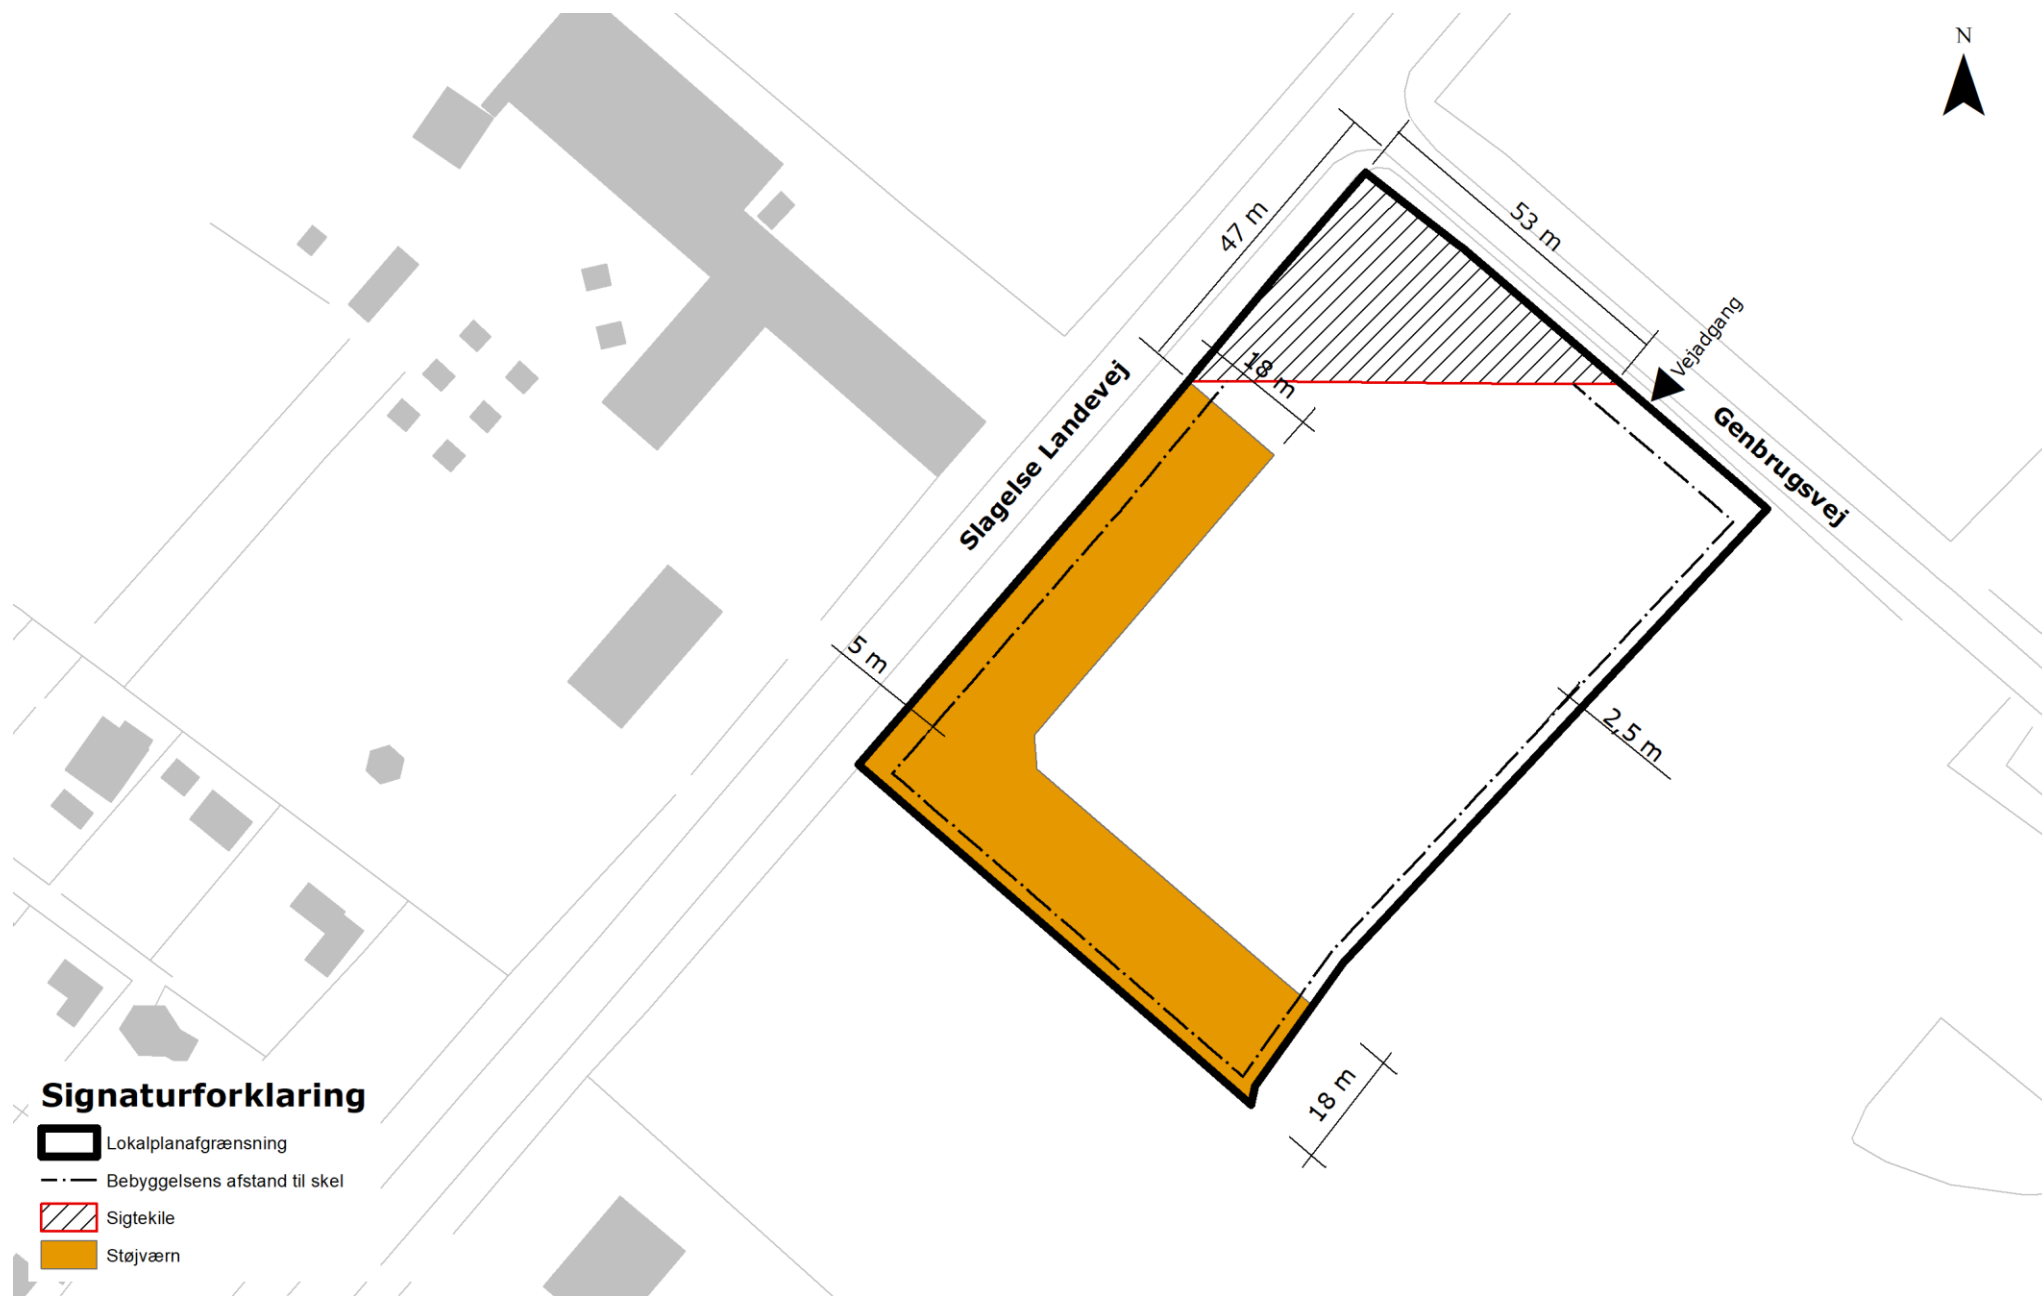 N
47 m
53 m
Vejadgang
18 m
Slagelse Landevej
Genbrugsvej
5 m
2,5 m
18 m
Signaturforklaring
Lokalplanafgrænsning
Bebyggelsens afstand til skel
Sigtekile
Støjværn